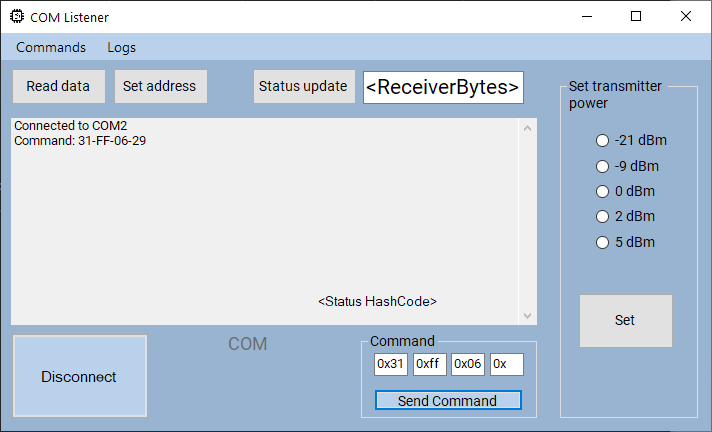 COM Listener
Commands Logs
Read data Set address Status update <ReceiverBytes>
Connected to COM2
Command: 31-FF-06-29
<Status HashCode>
Set transmitter
power
-21 dBm
-9 dBm
0 dBm
2 dBm
5 dBm
Set
Disconnect
COM
Command
0x31 0xff 0x06 0x
Send Command